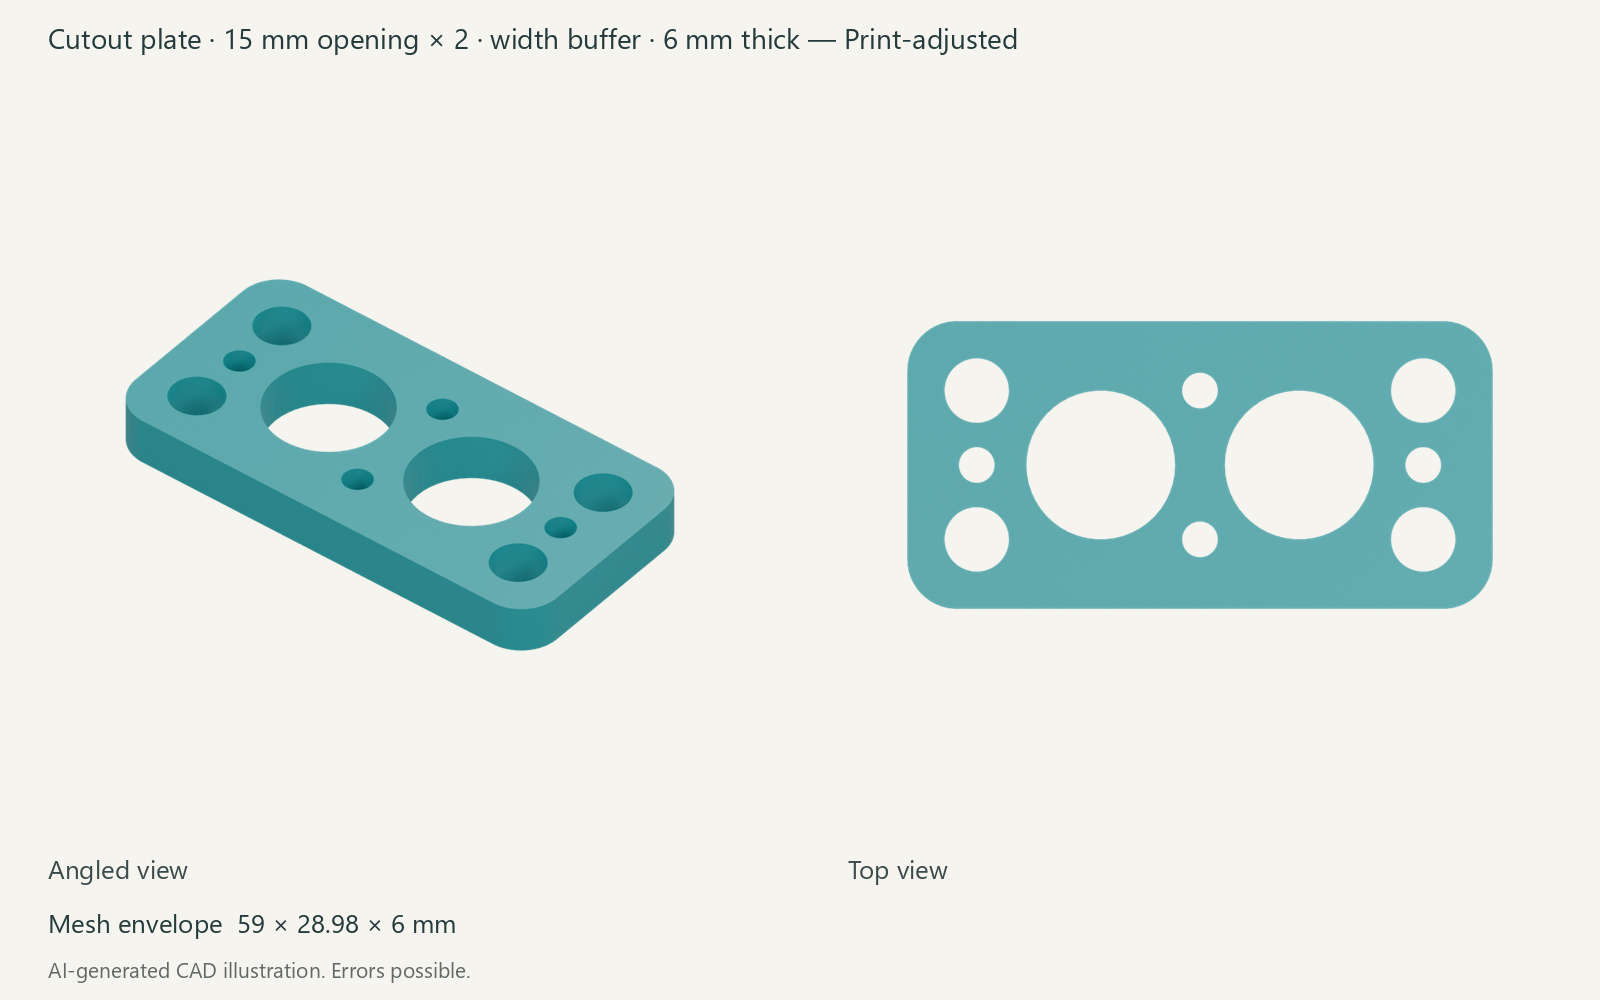 Cutout plate · 15 mm opening × 2 · width buffer · 6 mm thick — Print-adjusted
Angled view
Top view
Mesh envelope 59 × 28.98 × 6 mm
AI-generated CAD illustration. Errors possible.